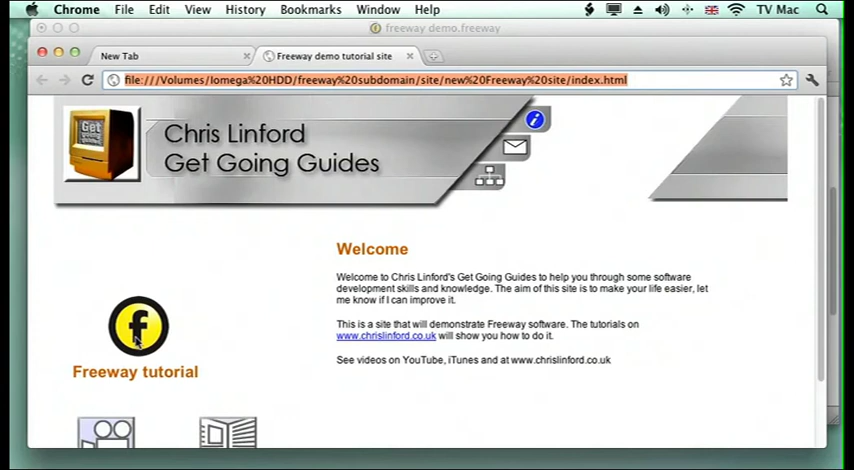 Chrome File Edit View History Bookmarks Window Help TV Mac
freeway demo.freeway
New Tab
Freeway demo tutorial site
file:///Volumes/Iomega%20HDD/freeway%20subdomain/site/new%20Freeway%20site/index.html
Get
going
guides
Chris Linford
Get Going Guides
Welcome
Welcome to Chris Linford's Get Going Guides to help you through some software
development skills and knowledge. The aim of this site is to make your life easier, let
me know if I can improve it.
This is a site that will demonstrate Freeway software. The tutorials on
www.chrislinford.co.uk will show you how to do it.
See videos on YouTube, iTunes and at www.chrislinford.co.uk
f
Freeway tutorial